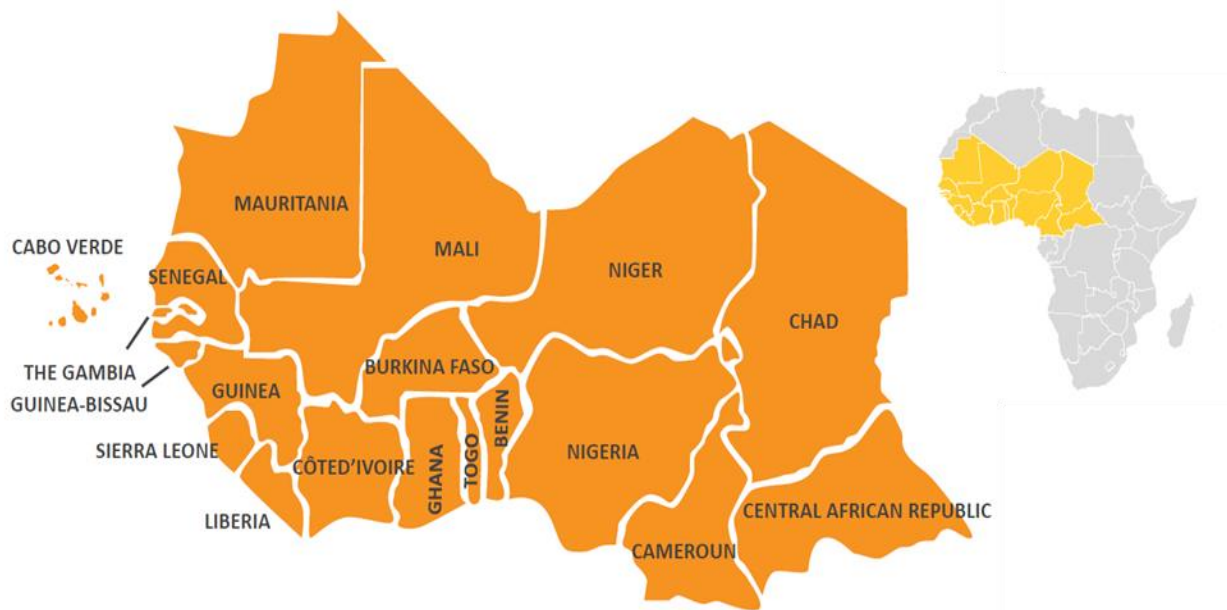 MAURITANIA
CABO VERDE
MALI
NIGER
SENEGAL
CHAD
THE GAMBIA
BURKINA FASO
GUINEA
GUINEA-BISSAU
BENIN
TOGO
GHANA
SIERRA LEONE
CÔTED’IVOIRE
NIGERIA
LIBERIA
CENTRAL AFRICAN REPUBLIC
CAMEROUN